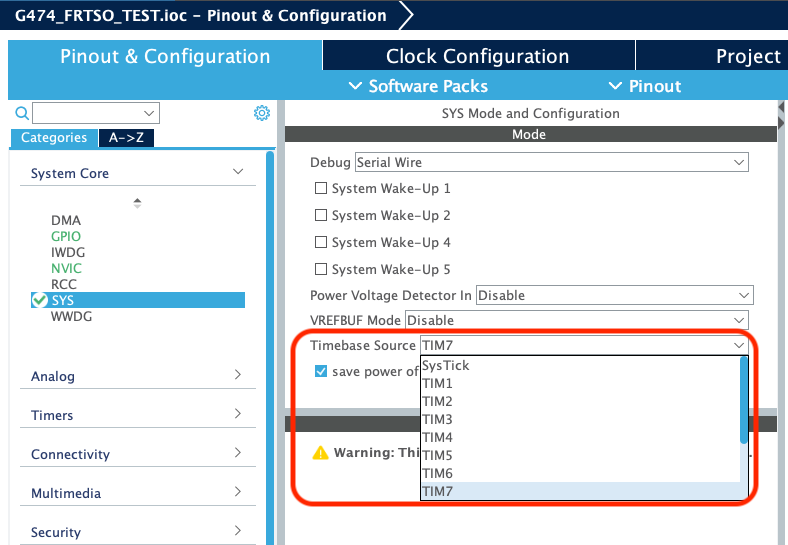 G474_FRTSO_TEST.ioc - Pinout & Configuration
Pinout & Configuration
Clock Configuration
Project
Software Packs
Pinout
Categories
A->Z
System Core
DMA
GPIO
IWDG
NVIC
RCC
SYS
WWDG
Analog
Timers
Connectivity
Multimedia
Security
SYS Mode and Configuration
Mode
Debug Serial Wire
System Wake-Up 1
System Wake-Up 2
System Wake-Up 4
System Wake-Up 5
Power Voltage Detector In Disable
VREFBUF Mode Disable
Timebase Source TIM7
save power of
SysTick
TIM1
TIM2
TIM3
TIM4
TIM5
TIM6
TIM7
Warning: Thi